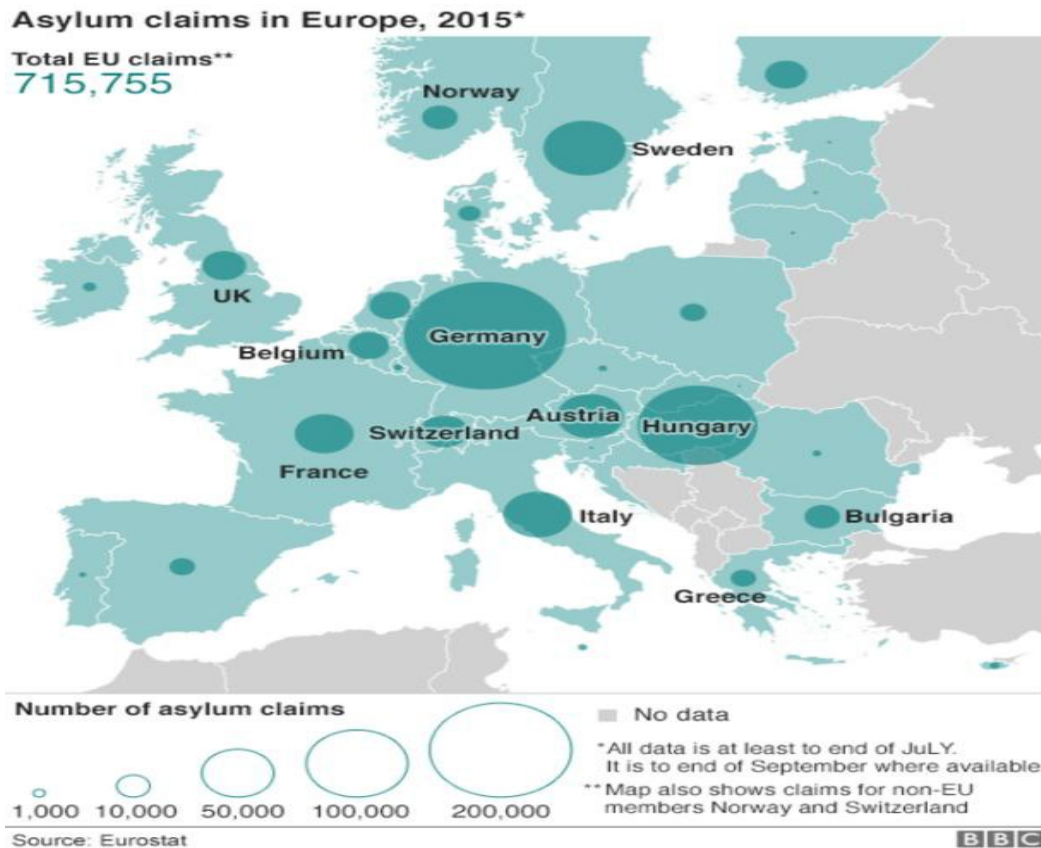 Asylum claims in Europe, 2015*
Total EU claims**
715,755
Norway
Sweden
UK
Germany
Belgium
Austria
Hungary
Switzerland
France
Italy
Bulgaria
Greece
Number of asylum claims
1,000
10,000
50,000
100,000
200,000
No data
*All data is at least to end of JuLY.
It is to end of September where available
**Map also shows claims for non-EU
members Norway and Switzerland
Source: Eurostat
BBC